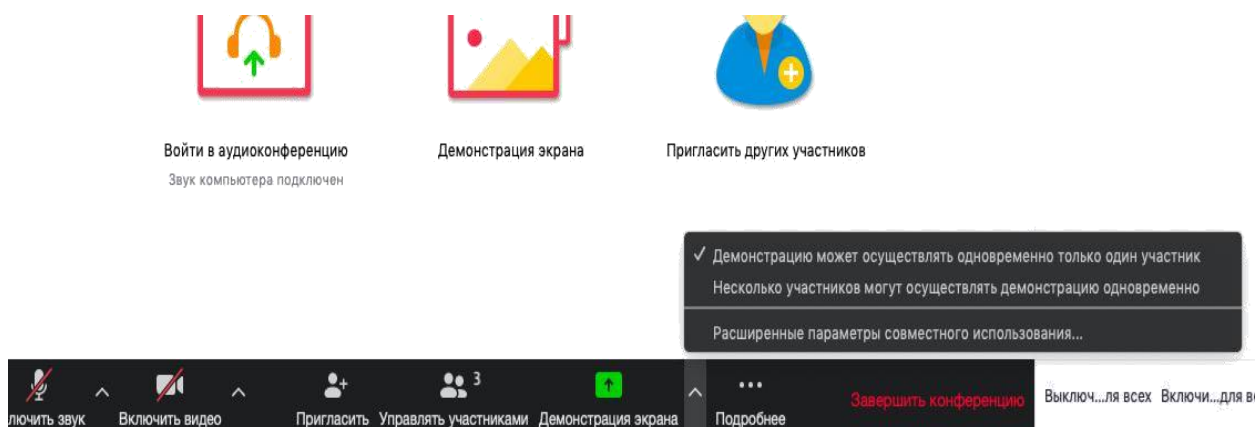 Войти в аудиоконференцию
Звук компьютера подключен
Демонстрация экрана
Пригласить других участников
✓ Демонстрацию может осуществлять одновременно только один участник
Несколько участников могут осуществлять демонстрацию одновременно
Расширенные параметры совместного использования...
лючить звук
Включить видео
Пригласить
Управлять участниками
3
Демонстрация экрана
Подробнее
Завершить конференцию
Выключ...ля всех
Включи...для вс